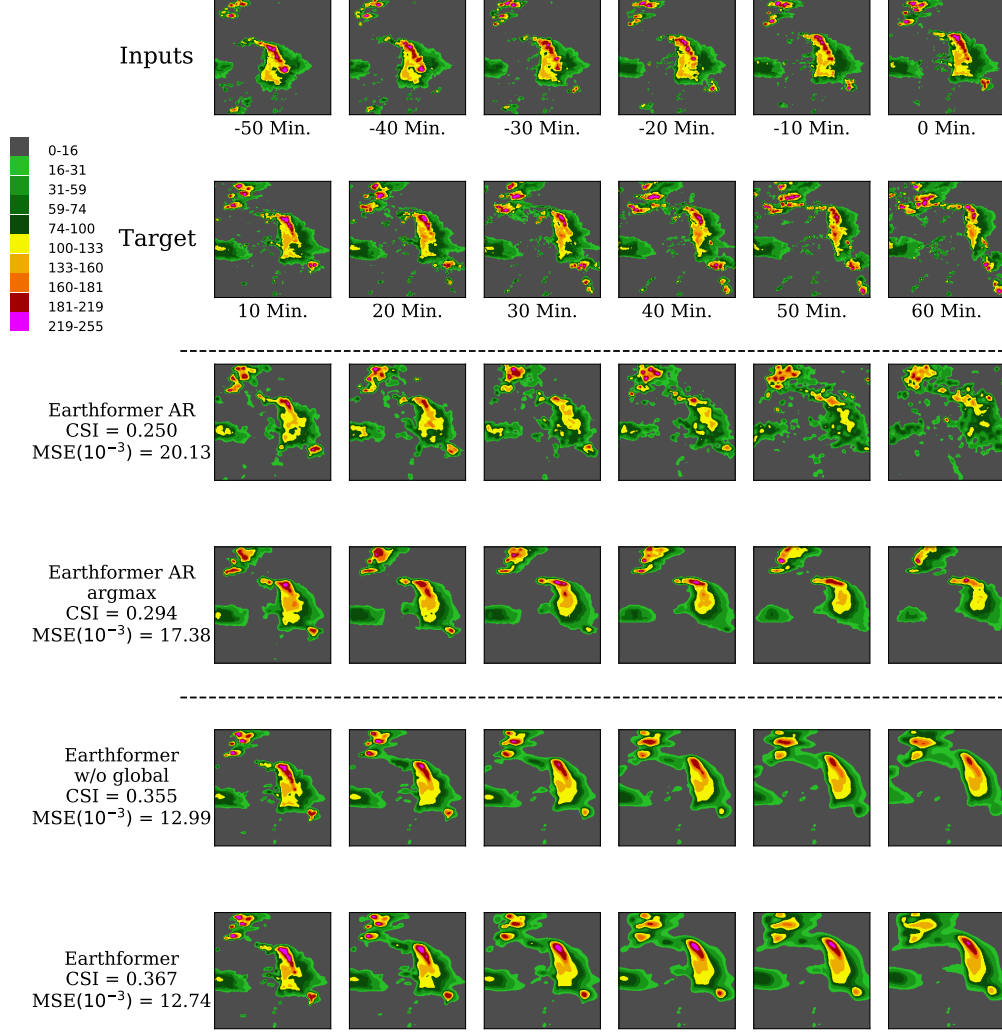 Inputs
-50 Min.
-40 Min.
-30 Min.
-20 Min.
-10 Min.
0 Min.
0-16
16-31
31-59
59-74
74-100
100-133
133-160
160-181
181-219
219-255
Target
10 Min.
20 Min.
30 Min.
40 Min.
50 Min.
60 Min.
Earthformer AR
CSI = 0.250
MSE(10⁻³) = 20.13
Earthformer AR
argmax
CSI = 0.294
MSE(10⁻³) = 17.38
Earthformer
w/o global
CSI = 0.355
MSE(10⁻³) = 12.99
Earthformer
CSI = 0.367
MSE(10⁻³) = 12.74